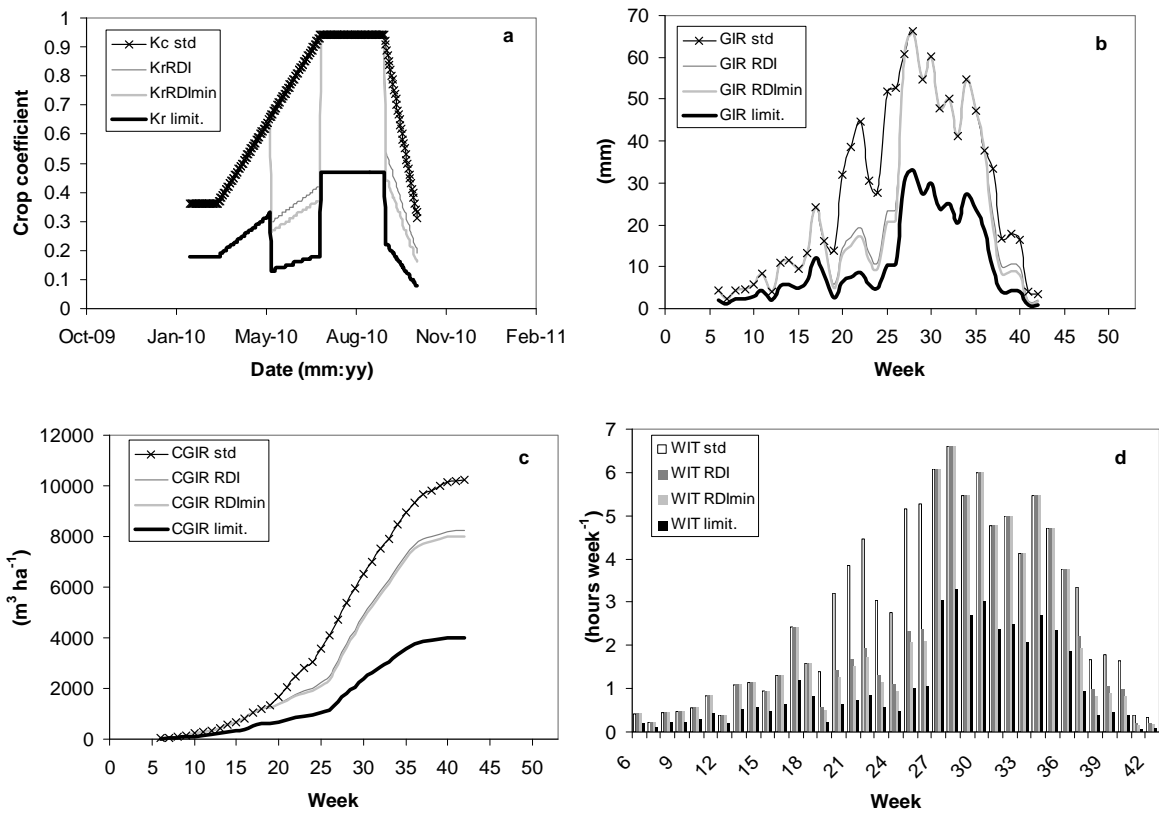 a
Kc std
KrRDI
KrRDImin
Kr limit.
Crop coefficient
1
0.9
0.8
0.7
0.6
0.5
0.4
0.3
0.2
0.1
0
Oct-09 Jan-10 May-10 Aug-10 Nov-10 Feb-11
Date (mm:yy)
b
GIR std
GIR RDI
GIR RDImin
GIR limit.
(mm)
70
60
50
40
30
20
10
0
0 5 10 15 20 25 30 35 40 45 50
Week
c
CGIR std
CGIR RDI
CGIR RDImin
CGIR limit.
(m³ ha⁻¹)
12000
10000
8000
6000
4000
2000
0
0 5 10 15 20 25 30 35 40 45 50
Week
d
WIT std
WIT RDI
WIT RDImin
WIT limit.
(hours week⁻¹)
7
6
5
4
3
2
1
0
6 9 12 15 18 21 24 27 30 33 36 39 42
Week